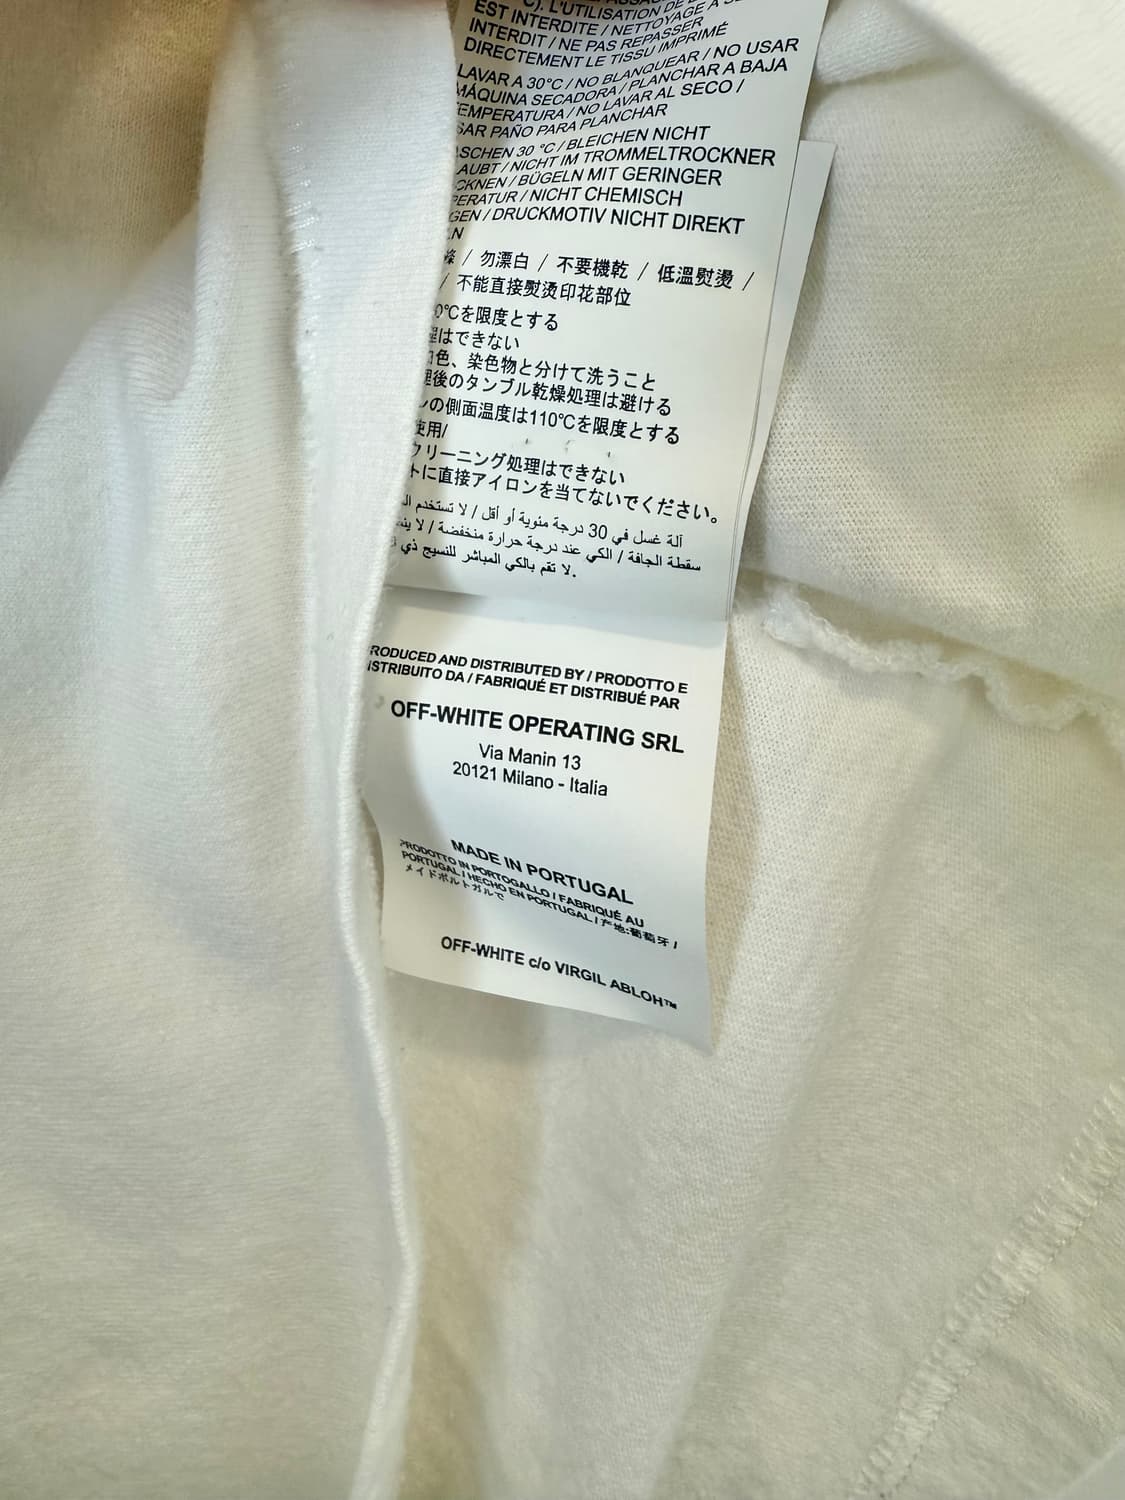 °C). L'UTILISATION DE
EST INTERDITE / NETTOYAGE À
INTERDIT / NE PAS REPASSER
DIRECTEMENT LE TISSU IMPRIMÉ
LAVAR A 30°C / NO BLANQUEAR / NO USAR
MÁQUINA SECADORA / PLANCHAR A BAJA
TEMPERATURA / NO LAVAR AL SECO /
PAÑO PARA PLANCHAR
30 °C / BLEICHEN NICHT
/ NICHT IM TROMMELTROCKNER
/ BÜGELN MIT GERINGER
/ NICHT CHEMISCH
/ DRUCKMOTIV NICHT DIREKT
/ 勿漂白 / 不要機乾 / 低溫熨燙 /
/ 不能直接熨燙印花部位
0℃を限度とする
はできない
色、染色物と分けて洗うこと
後のタンブル乾燥処理は避ける
の側面温度は110℃を限度とする
使用/
クリーニング処理はできない
トに直接アイロンを当てないでください。
آلة غسل في 30 درجة مئوية أو أقل / لا تستخدم
الجافة / الكي عند درجة حرارة منخفضة / لا
لا تقم بالكي المباشر للنسيج ذي.
RODUCED AND DISTRIBUTED BY / PRODOTTO E
ISTRIBUITO DA / FABRIQUÉ ET DISTRIBUÉ PAR
OFF-WHITE OPERATING SRL
Via Manin 13
20121 Milano - Italia
MADE IN PORTUGAL
PRODOTTO IN PORTOGALLO / FABRIQUÉ AU
PORTUGAL / HECHO EN PORTUGAL / 产地:葡萄牙 /
メイドポルトガルで
OFF-WHITE c/o VIRGIL ABLOH™